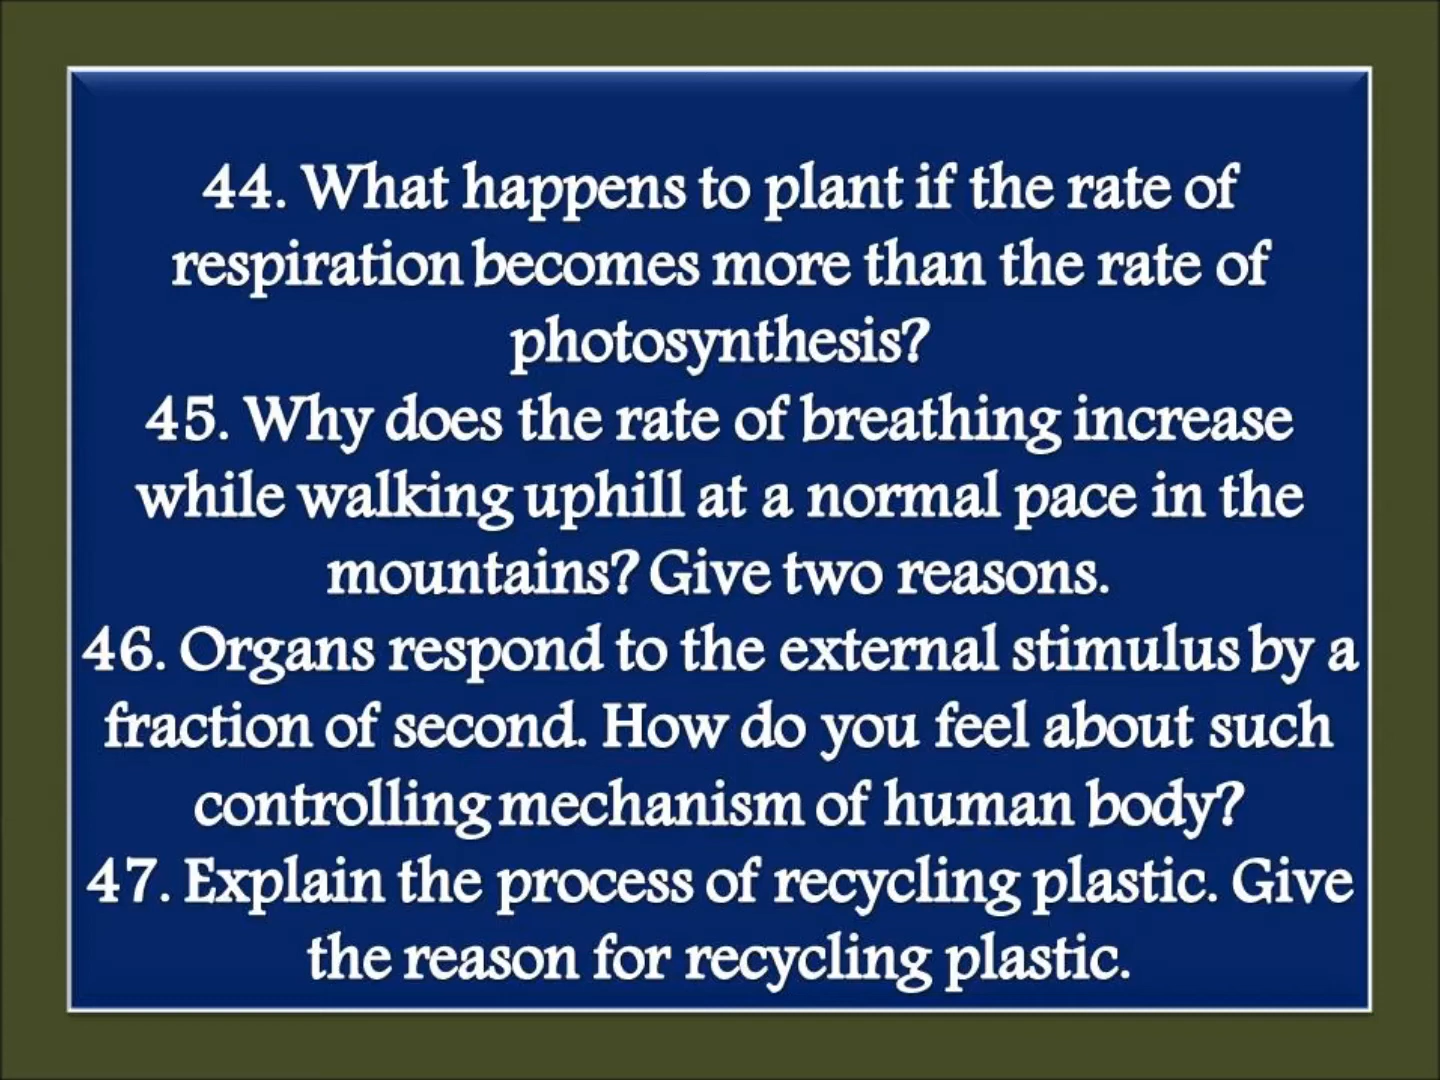 44. What happens to plant if the rate of
respiration becomes more than the rate of
photosynthesis?
45. Why does the rate of breathing increase
while walking uphill at a normal pace in the
mountains? Give two reasons.
46. Organs respond to the external stimulus by a
fraction of second. How do you feel about such
controlling mechanism of human body?
47. Explain the process of recycling plastic. Give
the reason for recycling plastic.